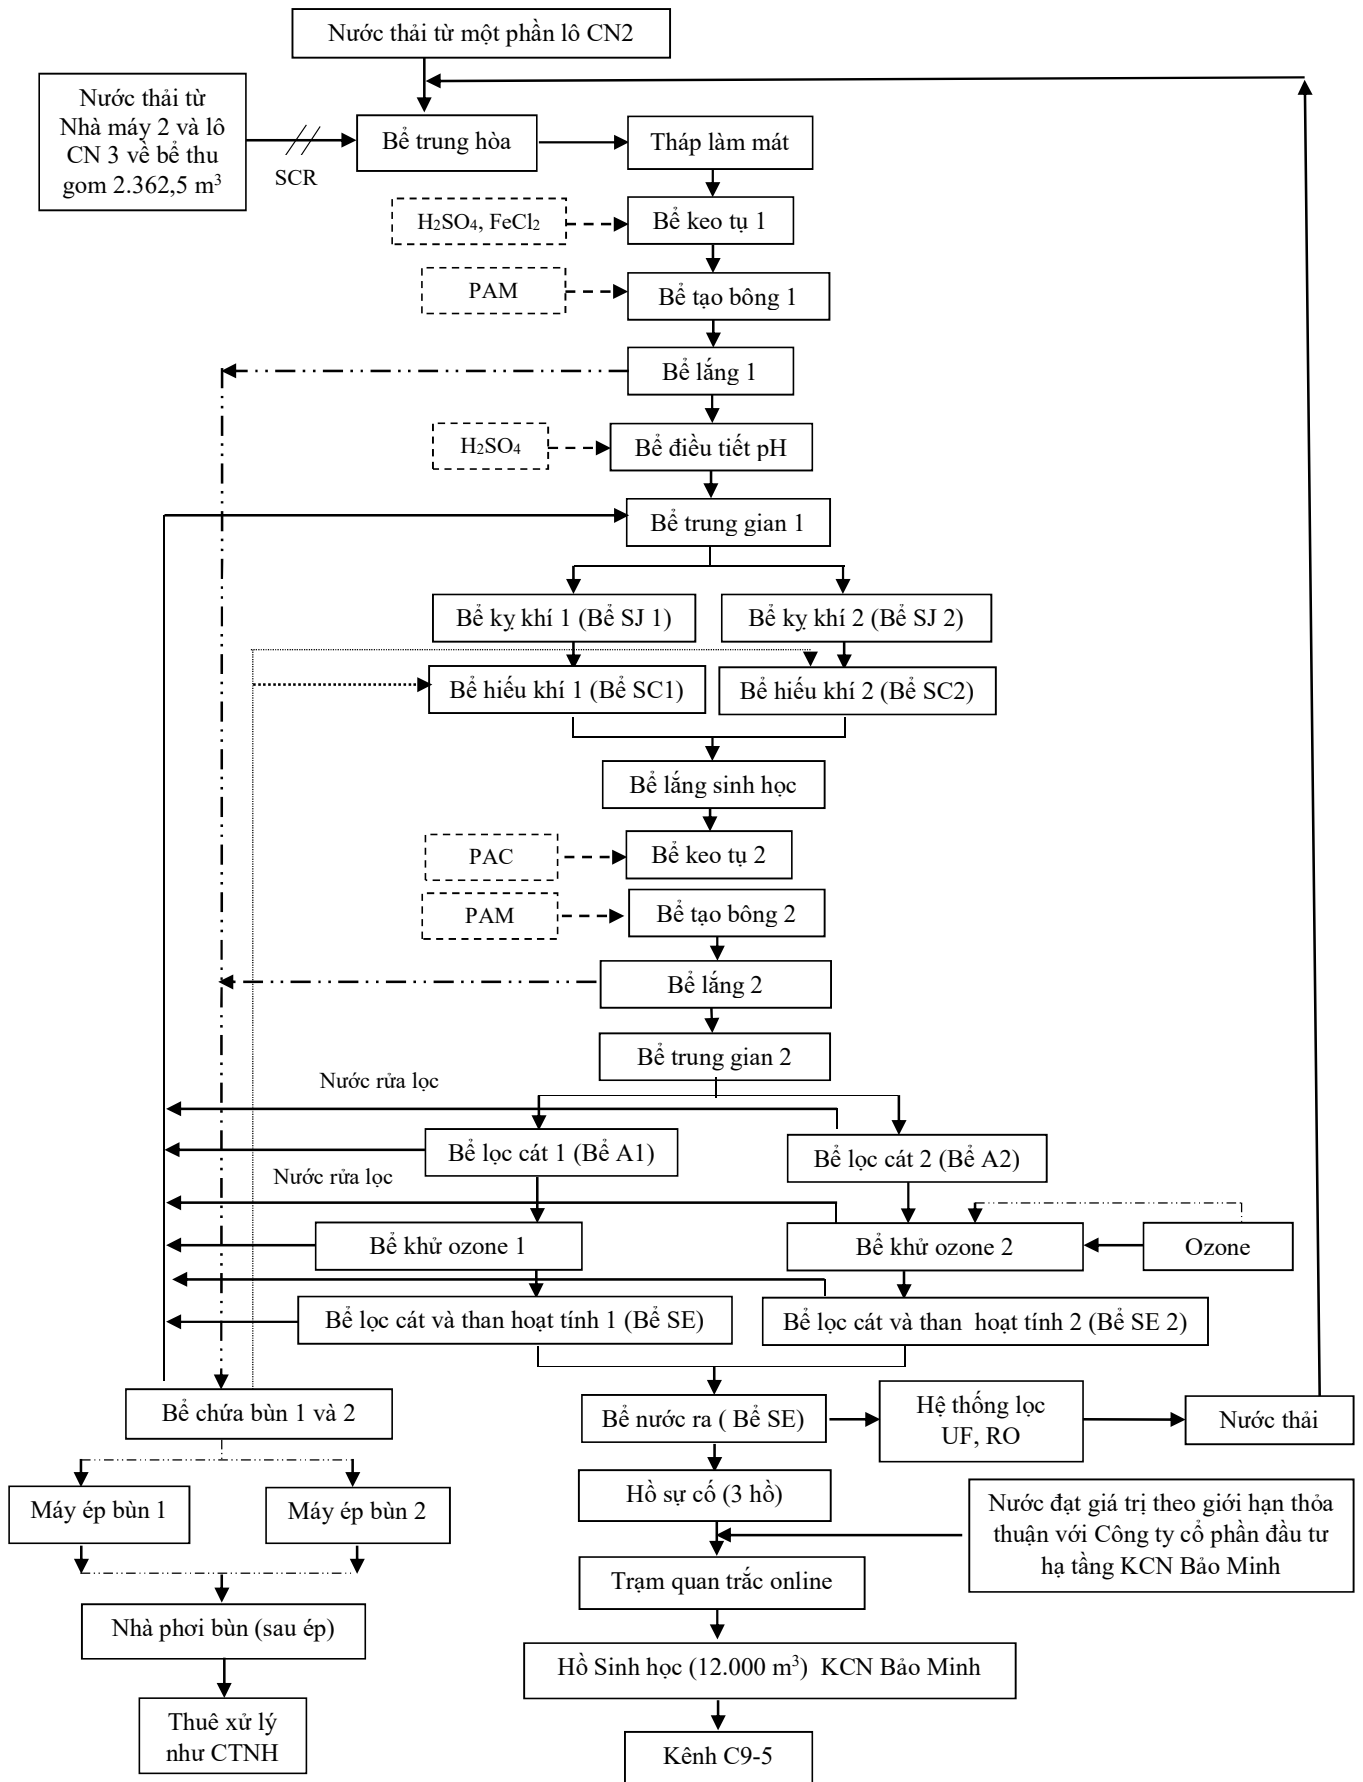 Nước thải từ một phần lô CN2
Nước thải từ
Nhà máy 2 và lô
CN 3 về bể thu
gom 2.362,5 m³
SCR
Bể trung hòa
Tháp làm mát
H₂SO₄, FeCl₂
Bể keo tụ 1
PAM
Bể tạo bông 1
Bể lắng 1
H₂SO₄
Bể điều tiết pH
Bể trung gian 1
Bể kỵ khí 1 (Bể SJ 1)
Bể kỵ khí 2 (Bể SJ 2)
Bể hiếu khí 1 (Bể SC1)
Bể hiếu khí 2 (Bể SC2)
Bể lắng sinh học
PAC
Bể keo tụ 2
PAM
Bể tạo bông 2
Bể lắng 2
Bể trung gian 2
Nước rửa lọc
Bể lọc cát 1 (Bể A1)
Bể lọc cát 2 (Bể A2)
Nước rửa lọc
Bể khử ozone 1
Bể khử ozone 2
Ozone
Bể lọc cát và than hoạt tính 1 (Bể SE)
Bể lọc cát và than hoạt tính 2 (Bể SE 2)
Bể chứa bùn 1 và 2
Bể nước ra ( Bể SE)
Hệ thống lọc
UF, RO
Nước thải
Máy ép bùn 1
Máy ép bùn 2
Hồ sự cố (3 hồ)
Nước đạt giá trị theo giới hạn thỏa
thuận với Công ty cổ phần đầu tư
hạ tầng KCN Bảo Minh
Trạm quan trắc online
Nhà phơi bùn (sau ép)
Hồ Sinh học (12.000 m³) KCN Bảo Minh
Thuê xử lý
như CTNH
Kênh C9-5